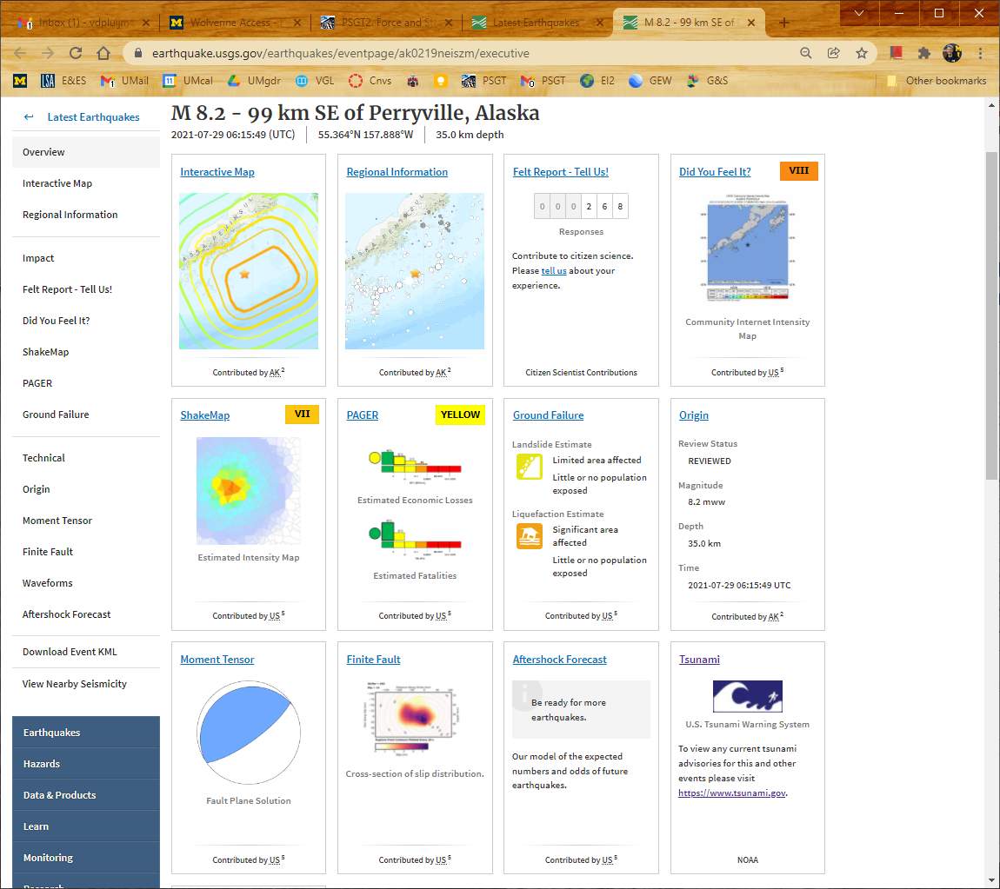 Inbox (1) - vdpluijm
Wolverine Access -
PSGT2: Force and St
Latest Earthquakes
M 8.2 - 99 km SE of
earthquake.usgs.gov/earthquakes/eventpage/ak0219neiszm/executive
E&ES
UMail
UMcal
UMgdr
VGL
Cnvs
PSGT
PSGT
EI2
GEW
G&S
Other bookmarks
← Latest Earthquakes
Overview
Interactive Map
Regional Information
Impact
Felt Report - Tell Us!
Did You Feel It?
ShakeMap
PAGER
Ground Failure
Technical
Origin
Moment Tensor
Finite Fault
Waveforms
Aftershock Forecast
Download Event KML
View Nearby Seismicity
Earthquakes
Hazards
Data & Products
Learn
Monitoring
Research
M 8.2 - 99 km SE of Perryville, Alaska
2021-07-29 06:15:49 (UTC)
55.364°N 157.888°W
35.0 km depth
Interactive Map
Contributed by AK 2
Regional Information
Contributed by AK 2
Felt Report - Tell Us!
0 0 0 2 6 8
Responses
Contribute to citizen science.
Please tell us about your
experience.
Citizen Scientist Contributions
Did You Feel It?
VIII
Community Internet Intensity
Map
Contributed by US 5
ShakeMap
VII
Estimated Intensity Map
Contributed by US 5
PAGER
YELLOW
Estimated Economic Losses
Estimated Fatalities
Contributed by US 5
Ground Failure
Landslide Estimate
Limited area affected
Little or no population
exposed
Liquefaction Estimate
Significant area
affected
Little or no population
exposed
Contributed by US 5
Origin
Review Status
REVIEWED
Magnitude
8.2 mww
Depth
35.0 km
Time
2021-07-29 06:15:49 UTC
Contributed by AK 2
Moment Tensor
Fault Plane Solution
Contributed by US 5
Finite Fault
Cross-section of slip distribution.
Contributed by US 5
Aftershock Forecast
Be ready for more
earthquakes.
Our model of the expected
numbers and odds of future
earthquakes.
Contributed by US 5
Tsunami
U.S. Tsunami Warning System
To view any current tsunami
advisories for this and other
events please visit
https://www.tsunami.gov.
NOAA